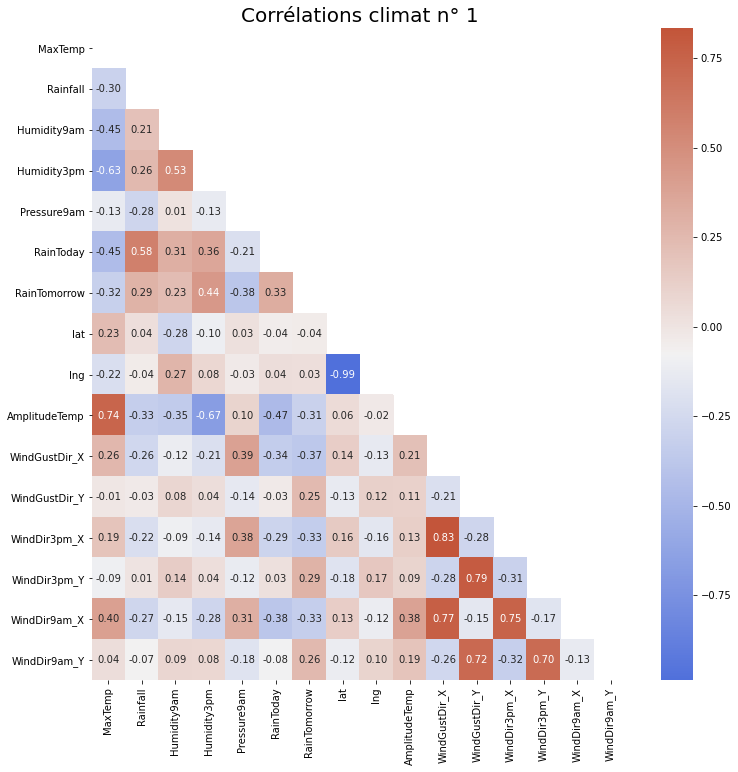 Corrélations climat n° 1
MaxTemp
Rainfall -0.30
Humidity9am -0.45 0.21
Humidity3pm -0.63 0.26 0.53
Pressure9am -0.13 -0.28 0.01 -0.13
RainToday -0.45 0.58 0.31 0.36 -0.21
RainTomorrow -0.32 0.29 0.23 0.44 -0.38 0.33
lat 0.23 0.04 -0.28 -0.10 0.03 -0.04 -0.04
lng -0.22 -0.04 0.27 0.08 -0.03 0.04 0.03 -0.99
AmplitudeTemp 0.74 -0.33 -0.35 -0.67 0.10 -0.47 -0.31 0.06 -0.02
WindGustDir_X 0.26 -0.26 -0.12 -0.21 0.39 -0.34 -0.37 0.14 -0.13 0.21
WindGustDir_Y -0.01 -0.03 0.08 0.04 -0.14 -0.03 0.25 -0.13 0.12 0.11 -0.21
WindDir3pm_X 0.19 -0.22 -0.09 -0.14 0.38 -0.29 -0.33 0.16 -0.16 0.13 0.83 -0.28
WindDir3pm_Y -0.09 0.01 0.14 0.04 -0.12 0.03 0.29 -0.18 0.17 0.09 -0.28 0.79 -0.31
WindDir9am_X 0.40 -0.27 -0.15 -0.28 0.31 -0.38 -0.33 0.13 -0.12 0.38 0.77 -0.15 0.75 -0.17
WindDir9am_Y 0.04 -0.07 0.09 0.08 -0.18 -0.08 0.26 -0.12 0.10 0.19 -0.26 0.72 -0.32 0.70 -0.13
MaxTemp
Rainfall
Humidity9am
Humidity3pm
Pressure9am
RainToday
RainTomorrow
lat
lng
AmplitudeTemp
WindGustDir_X
WindGustDir_Y
WindDir3pm_X
WindDir3pm_Y
WindDir9am_X
WindDir9am_Y
0.75
0.50
0.25
0.00
−0.25
−0.50
−0.75